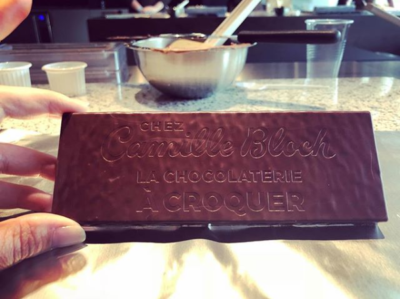 CHEZ
Camille Bloch
LA CHOCOLATERIE
À CROQUER